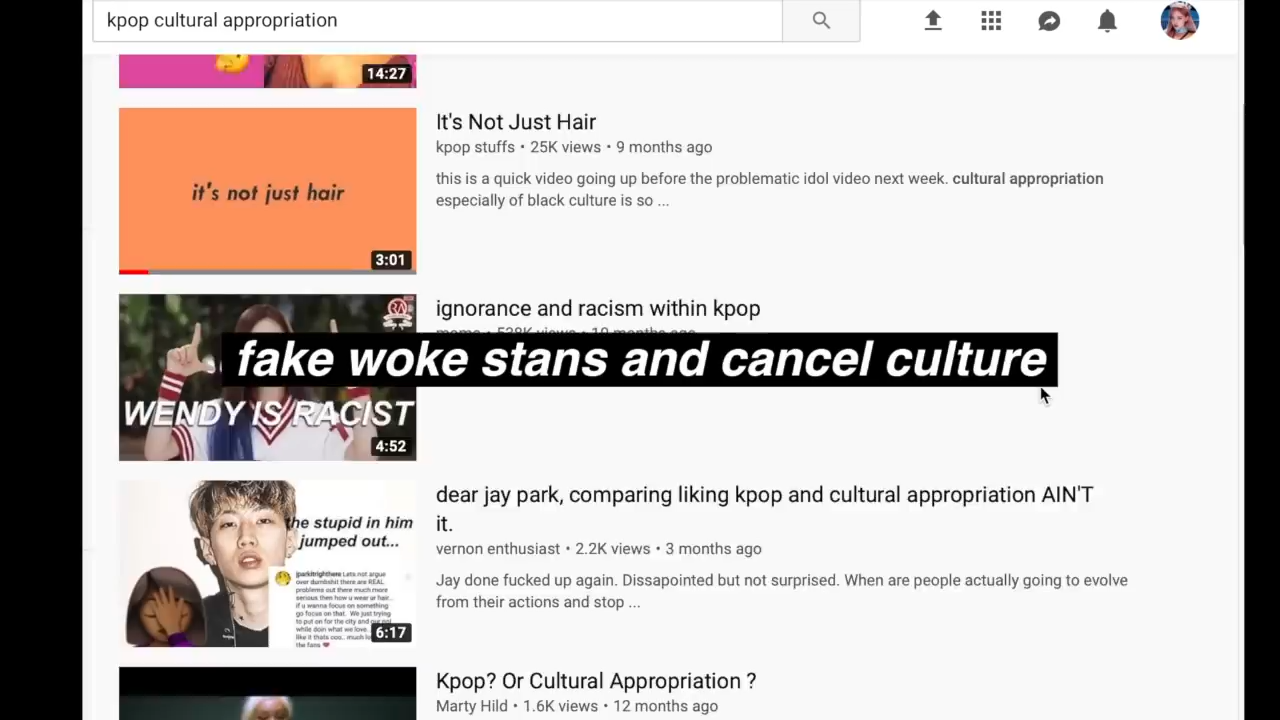 kpop cultural appropriation
14:27
It's Not Just Hair
kpop stuffs • 25K views • 9 months ago
this is a quick video going up before the problematic idol video next week. cultural appropriation
especially of black culture is so ...
it's not just hair
3:01
ignorance and racism within kpop
fake woke stans and cancel culture
WENDY IS RACIST
4:52
dear jay park, comparing liking kpop and cultural appropriation AIN'T
it.
vernon enthusiast • 2.2K views • 3 months ago
Jay done fucked up again. Dissapointed but not surprised. When are people actually going to evolve
from their actions and stop ...
the stupid in him
jumped out...
6:17
Kpop? Or Cultural Appropriation ?
Marty Hild • 1.6K views • 12 months ago